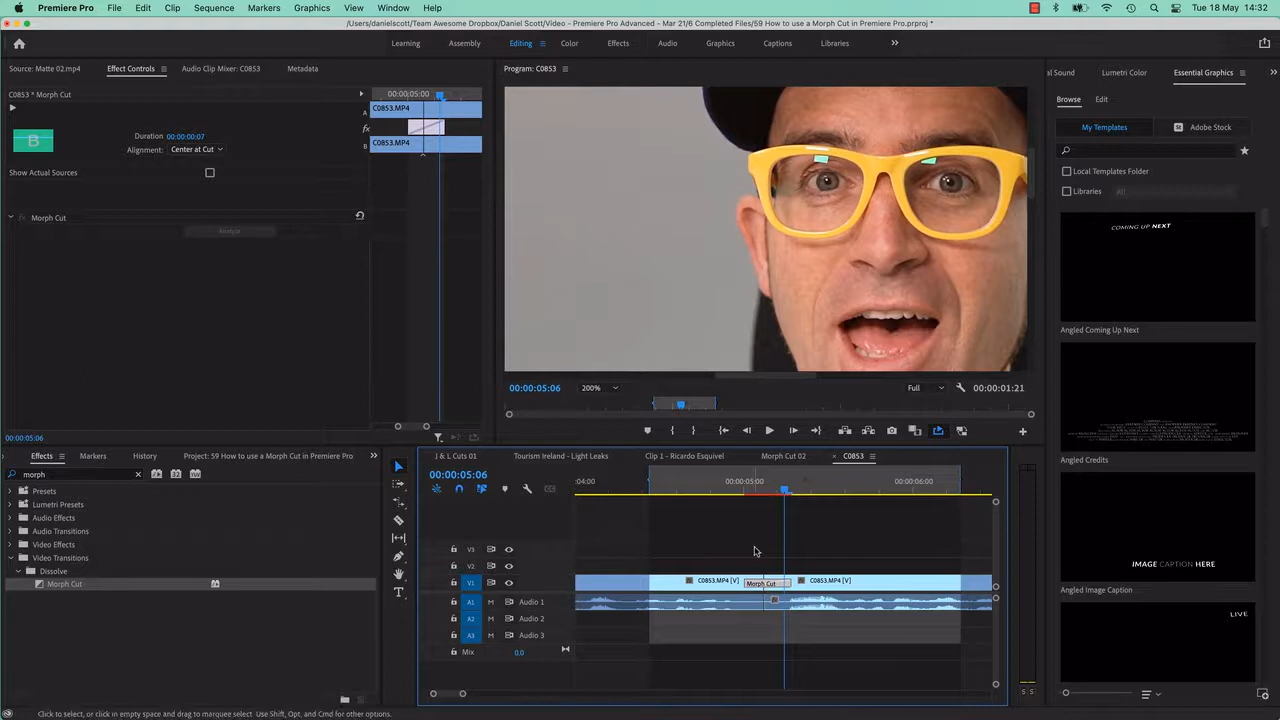 Premiere Pro File Edit Clip Sequence Markers Graphics View Window Help Tue 18 May 14:32
/Users/danielscott/Team Awesome Dropbox/Daniel Scott/Video - Premiere Pro Advanced - Mar 21/6 Completed Files/59 How to use a Morph Cut in Premiere Pro.prproj *
Learning Assembly Editing Color Effects Audio Graphics Captions Libraries
Source: Matte 02.mp4 Effect Controls Audio Clip Mixer: C0853 Metadata
Program: C0853
al Sound Lumetri Color Essential Graphics
C0853 * Morph Cut
00:00:05:00
A C0853.MP4
fx
B C0853.MP4
B
Duration 00:00:00:07
Alignment: Center at Cut
Show Actual Sources
Morph Cut
Analyze
00:00:05:06
Browse Edit
My Templates Adobe Stock
Local Templates Folder
Libraries All
COMING UP NEXT
Angled Coming Up Next
Angled Credits
IMAGE CAPTION HERE
Angled Image Caption
LIVE
00:00:05:06 200% Full 00:00:01:21
Effects Markers History Project: 59 How to use a Morph Cut in Premiere Pro
morph
Presets
Lumetri Presets
Audio Effects
Audio Transitions
Video Effects
Video Transitions
Dissolve
Morph Cut
J & L Cuts 01 Tourism Ireland - Light Leaks Clip 1 - Ricardo Esquivel Morph Cut 02 C0853
00:00:05:06
:04:00 00:00:05:00 00:00:06:00
V3
V2
V1 C0853.MP4 [V] Morph Cut C0853.MP4 [V]
A1 M Audio 1
A2 M Audio 2
A3 M Audio 3
Mix 0.0
S S
Click to select, or click in empty space and drag to marquee select. Use Shift, Opt, and Cmd for other options.